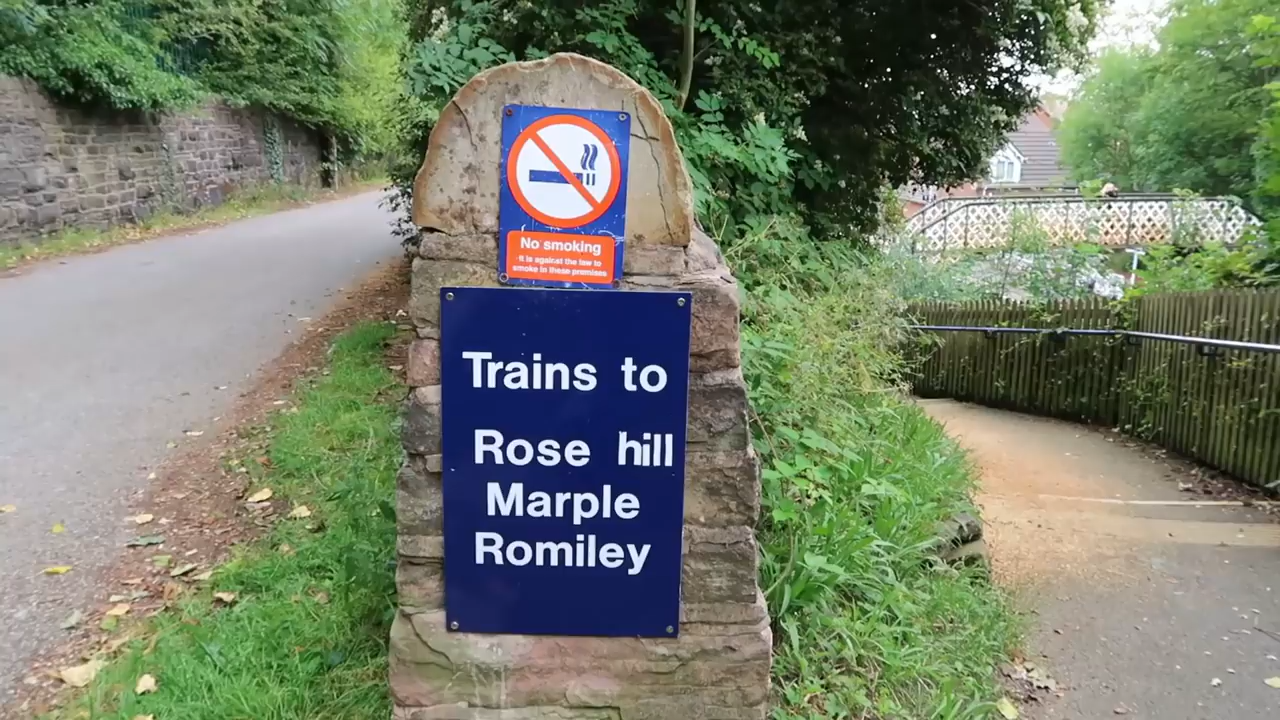 No smoking
It is against the law to
smoke in these premises
Trains to
Rose hill
Marple
Romiley